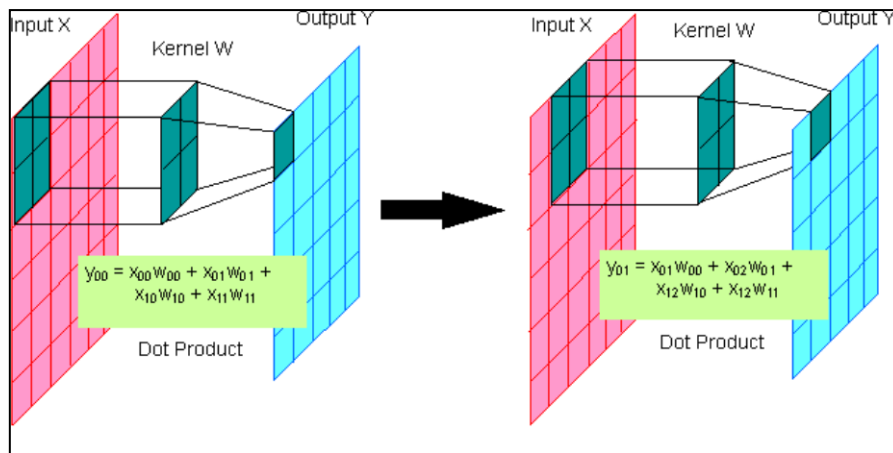 Input X
Kernel W
Output Y
y₀₀ = x₀₀w₀₀ + x₀₁w₀₁ +
x₁₀w₁₀ + x₁₁w₁₁
Dot Product
Input X
Kernel W
Output Y
y₀₁ = x₀₁w₀₀ + x₀₂w₀₁ +
x₁₂w₁₀ + x₁₂w₁₁
Dot Product